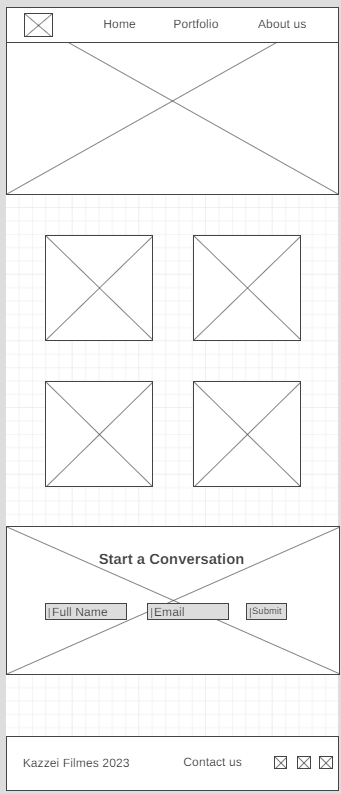 Home Portfolio About us
Start a Conversation
Full Name Email Submit
Kazzei Filmes 2023 Contact us